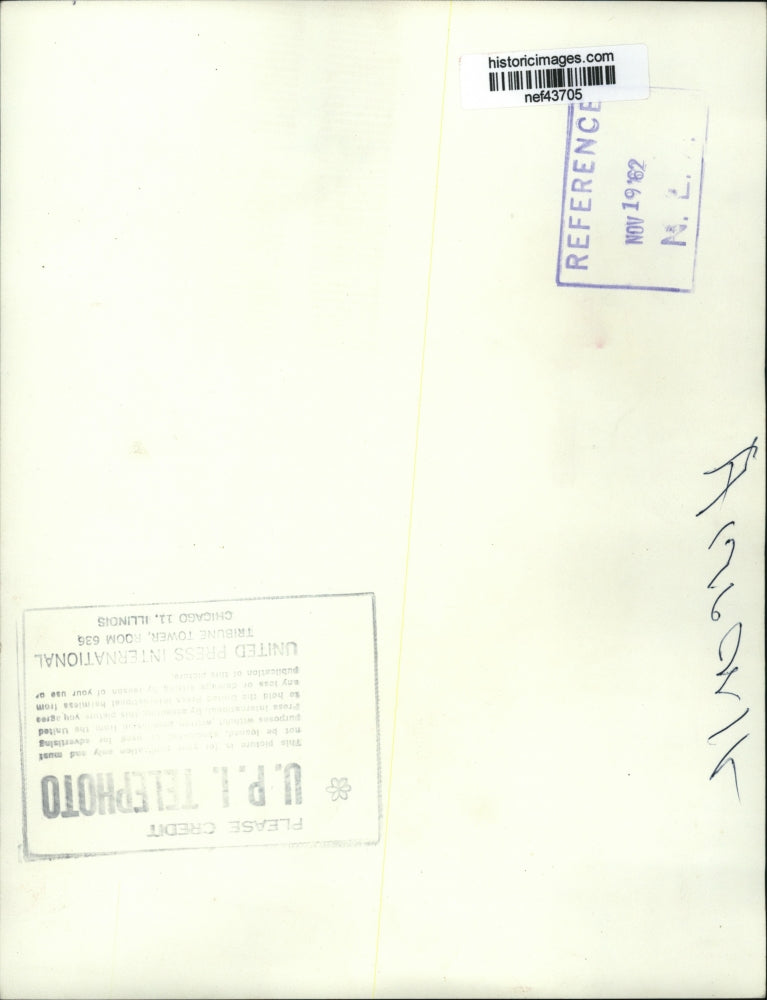 historicimages.com
nef43705
REFERENCE
NOV 19 '62
PLEASE CREDIT
U.P.I. TELEPHOTO
This picture is for your publication only and must
not be loaned, syndicated or used for advertising
purposes without written permission from the United
Press International. By accepting this picture you agree
to hold the United Press International harmless from
any loss or damage arising by reason of your use or
publication of this picture.
UNITED PRESS INTERNATIONAL
TRIBUNE TOWER, ROOM 636
CHICAGO 11, ILLINOIS